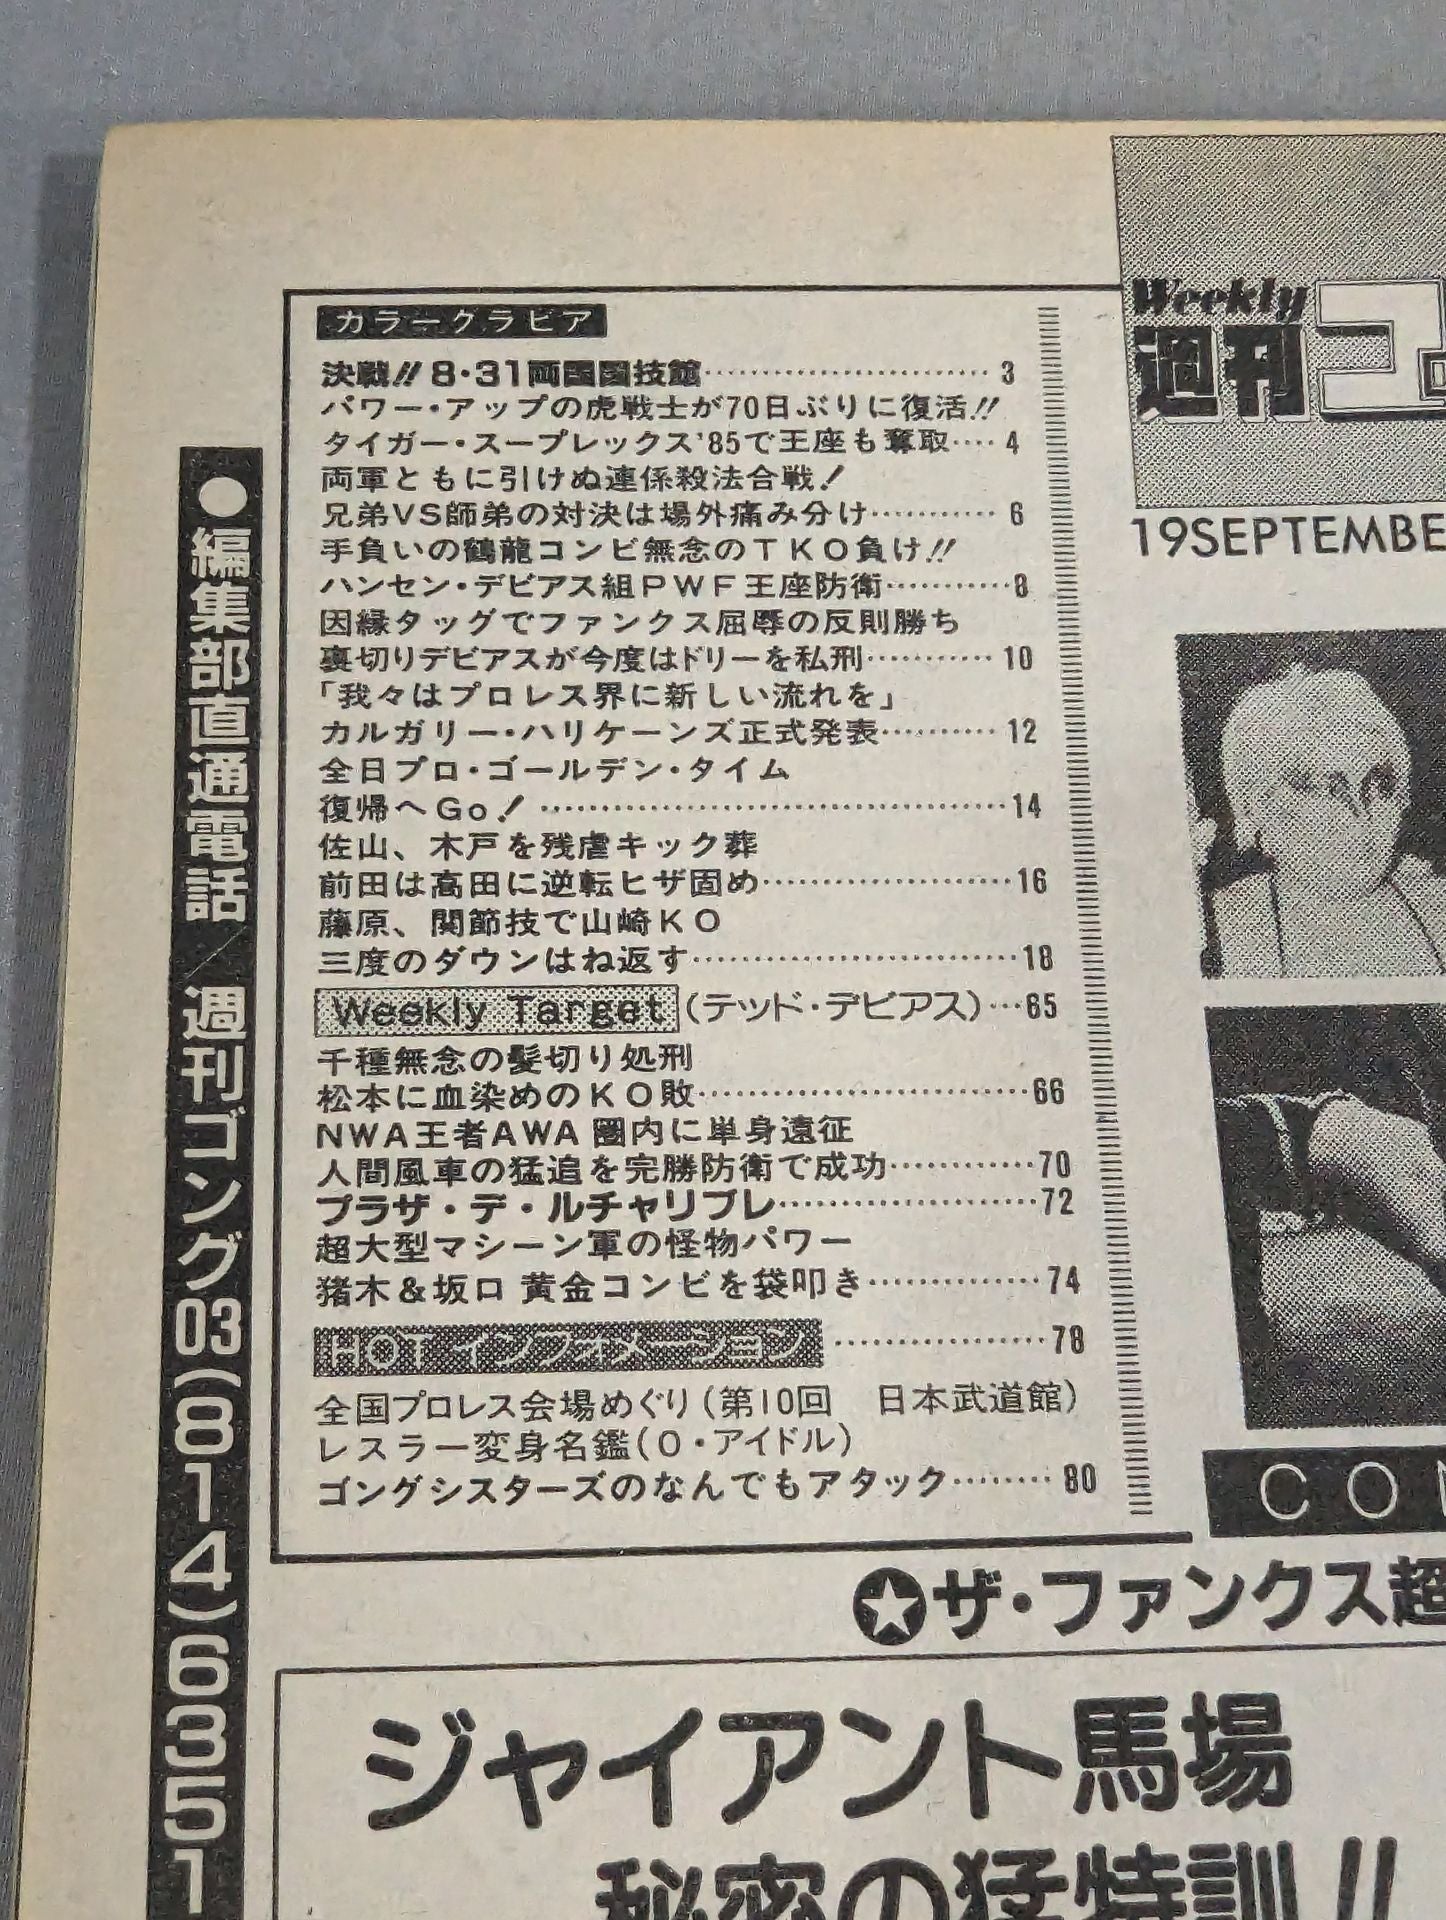 カラーグラビア
決戦!! 8・31両国国技館……………………3
パワー・アップの虎戦士が70日ぶりに復活!!
タイガー・スープレックス'85で王座も奪取……4
両軍ともに引けぬ連係殺法合戦!
兄弟VS師弟の対決は場外痛み分け…………6
手負いの鶴龍コンビ無念のTKO負け!!
ハンセン・デビアス組PWF王座防衛…………8
因縁タッグでファンクス屈辱の反則勝ち
裏切りデビアスが今度はドリーを私刑…………10
「我々はプロレス界に新しい流れを」
カルガリー・ハリケーンズ正式発表…………12
全日プロ・ゴールデン・タイム
復帰へGo!……………………………………14
佐山、木戸を残虐キック葬
前田は高田に逆転ヒザ固め……………………16
藤原、関節技で山崎KO
三度のダウンはね返す…………………………18
Weekly Target(テッド・デビアス)…65
千種無念の髪切り処刑
松本に血染めのKO敗…………………………66
NWA王者AWA圏内に単身遠征
人間風車の猛追を完勝防衛で成功……………70
プラザ・デ・ルチャリブレ……………………72
超大型マシーン軍の怪物パワー
猪木&坂口 黄金コンビを袋叩き………………74
HOTインフォメーション…………………78
全国プロレス会場めぐり(第10回 日本武道館)
レスラー変身名鑑(O・アイドル)
ゴングシスターズのなんでもアタック…………80
●編集部直通電話/週刊ゴング03(814)6351
Weekly
週刊ゴ
19SEPTEMBE
CON
★ザ・ファンクス超
ジャイアント馬場
秘密の猛特訓!!